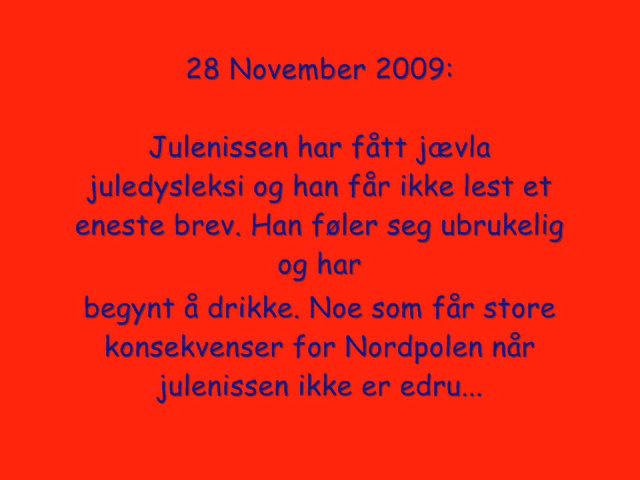 28 November 2009:
Julenissen har fått jævla
juledysleksi og han får ikke lest et
eneste brev. Han føler seg ubrukelig
og har
begynt å drikke. Noe som får store
konsekvenser for Nordpolen når
julenissen ikke er edru...